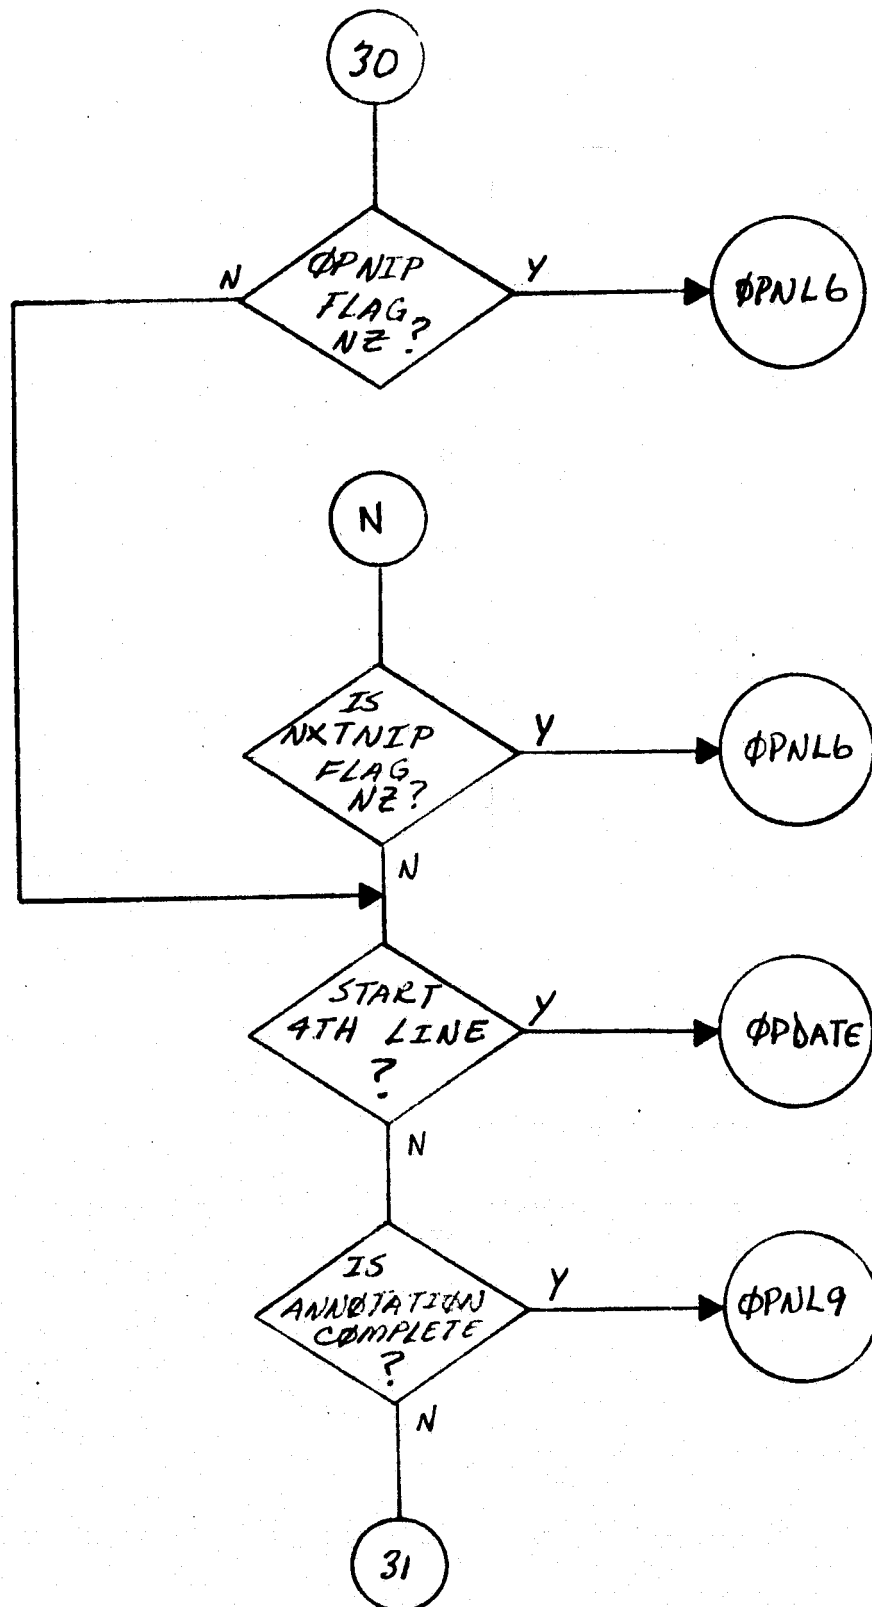 30
ØPNIP
FLAG
NZ?
N
Y
ØPNL6
N
IS
NXTNIP
FLAG
NZ?
Y
ØPNL6
N
START
4TH LINE
?
Y
ØPDATE
N
IS
ANNØTATIØN
CØMPLETE
?
Y
ØPNL9
N
31